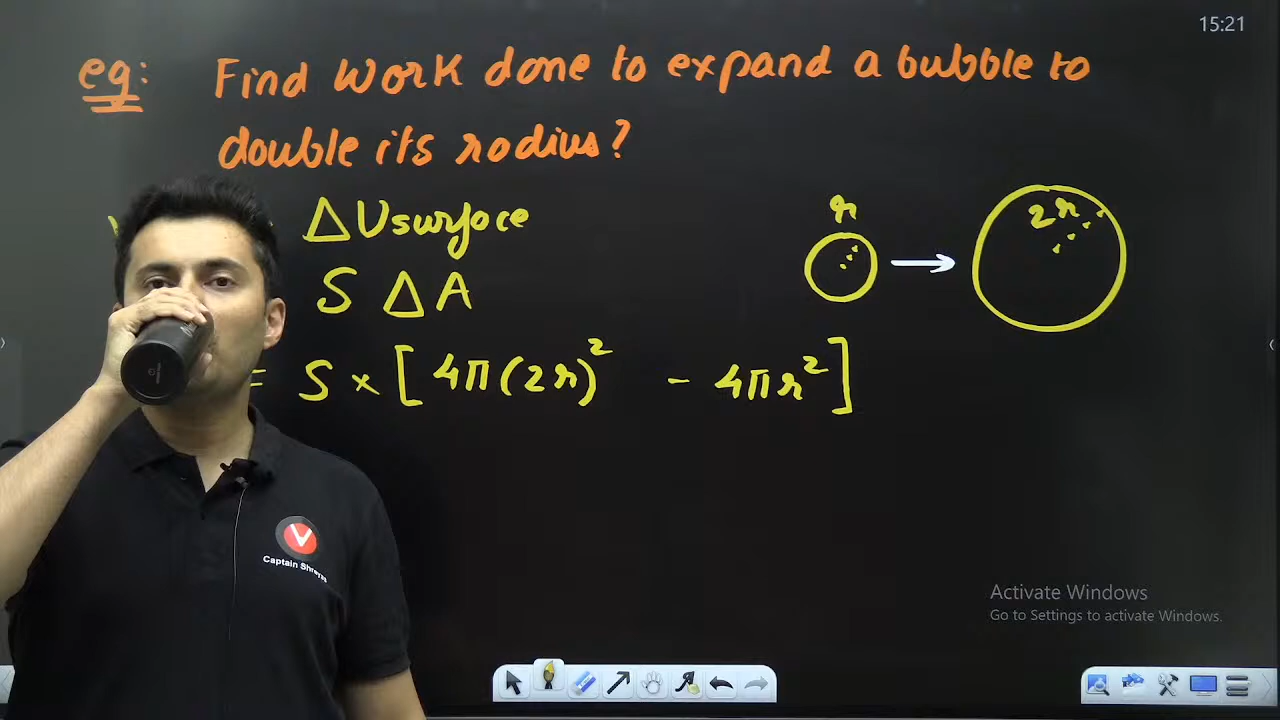 15:21
eg: Find work done to expand a bubble to
double its radius?
ΔUsurface
S ΔA
= S × [4π(2r)² - 4πr²]
r
2r
V
Captain Shreyas
Activate Windows
Go to Settings to activate Windows.